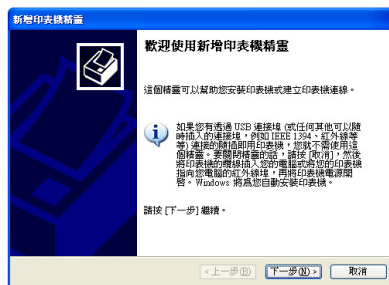 新增印表機精靈
歡迎使用新增印表機精靈
這個精靈可以幫助您安裝印表機或建立印表機連線。
如果您有透過 USB 連接埠 (或任何其他可以隨
時插入的連接埠，例如 IEEE 1394、紅外線等
等) 連接的隨插即用印表機，您就不需使用這
個精靈。要關閉精靈的話，請按 [取消]，然後
將印表機的纜線插入您的電腦或將您的印表機
指向您電腦的紅外線埠，再將印表機電源開
啓。Windows 將為您自動安裝印表機。
請按 [下一步] 繼續。
<上一步(B) 下一步(N)> 取消